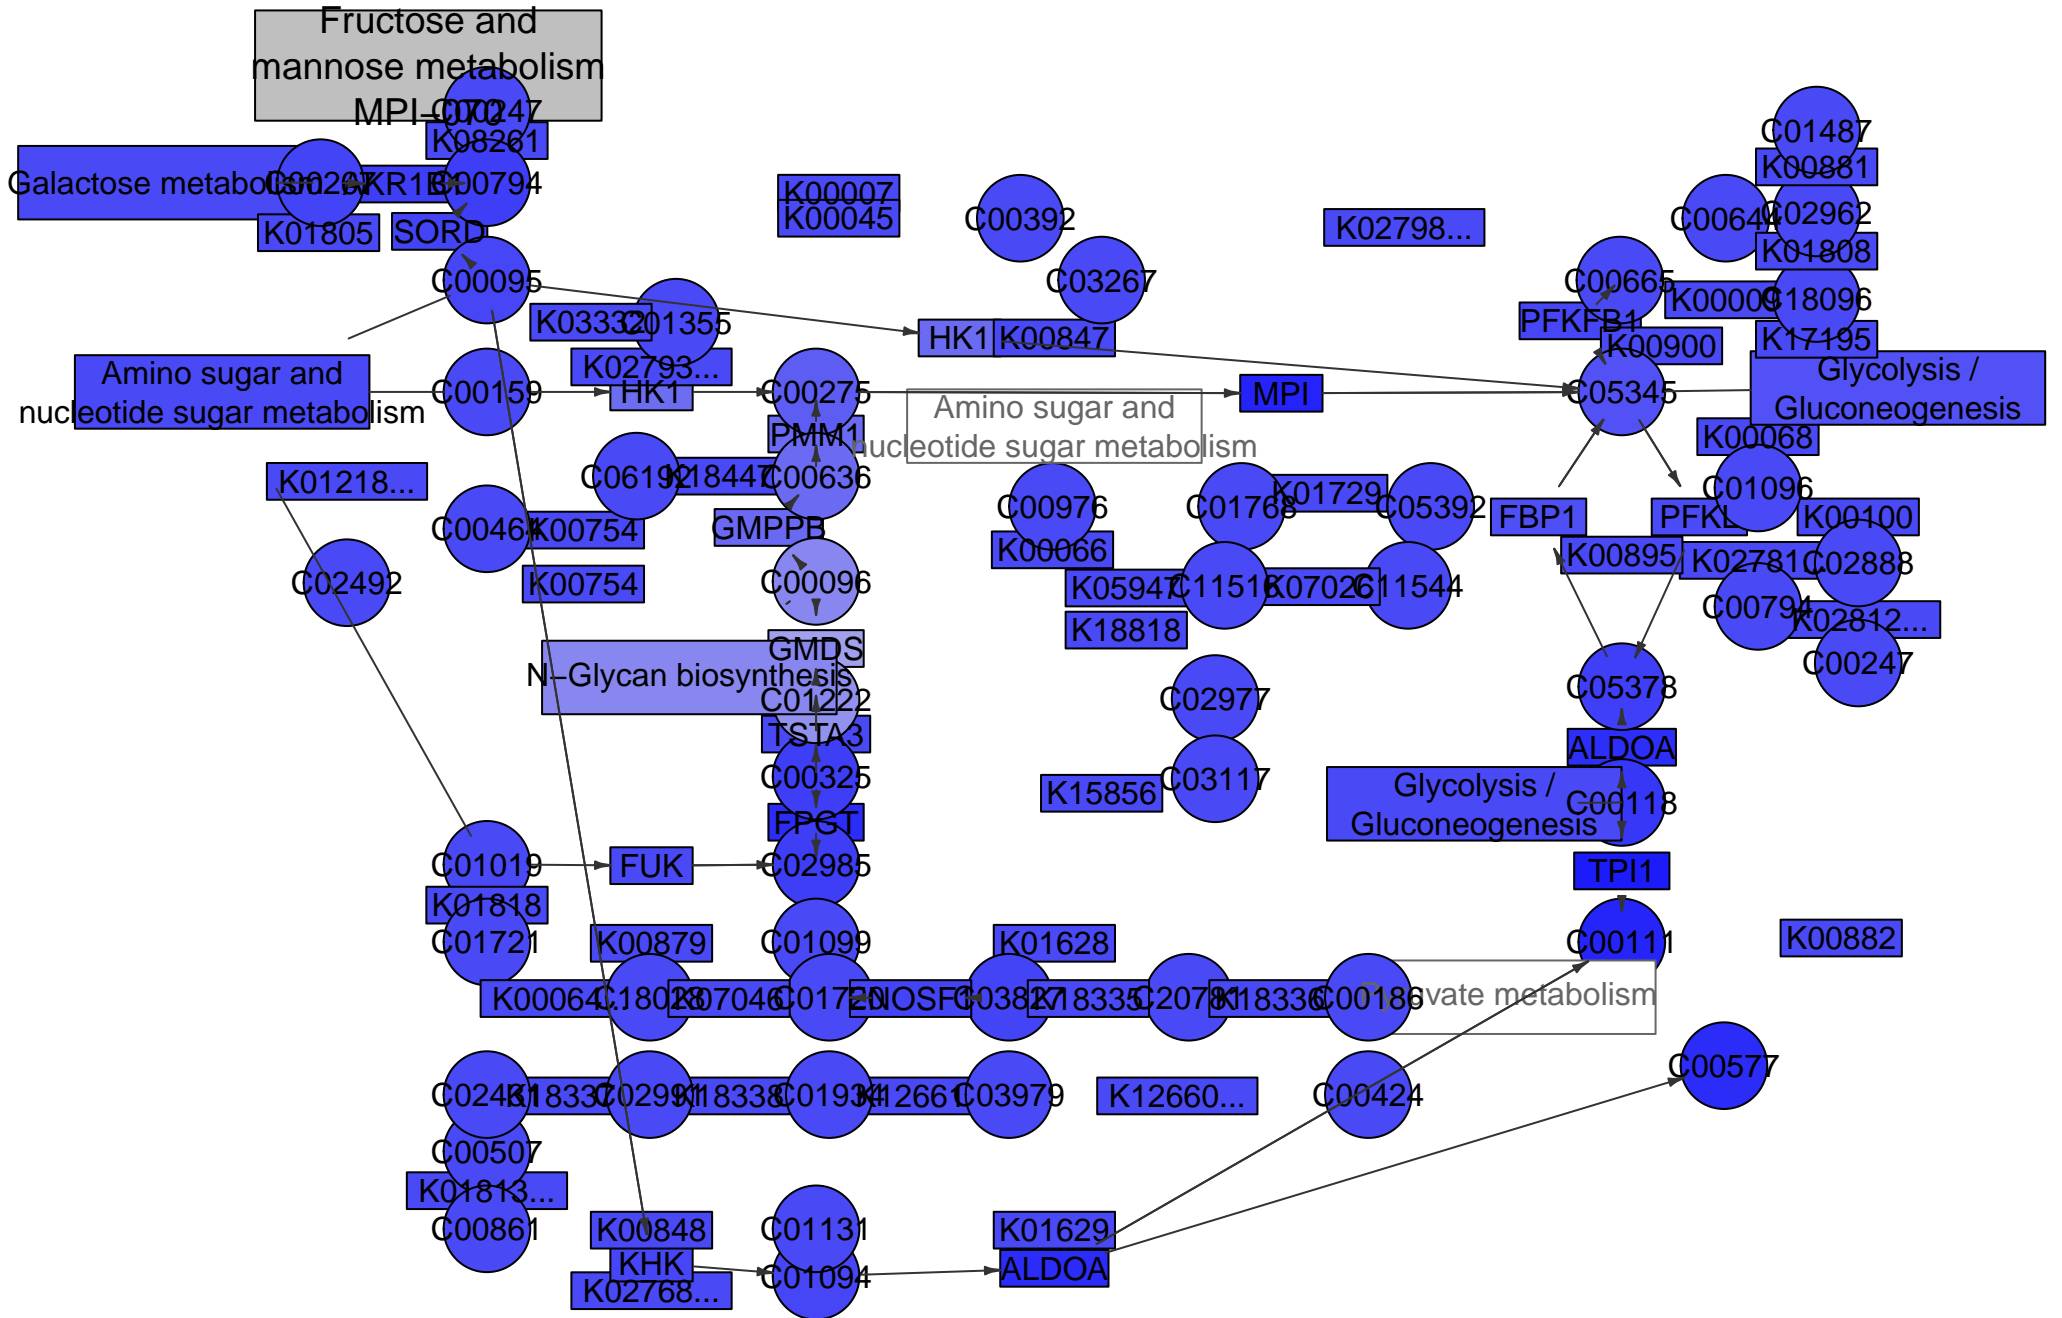 Fructose and
mannose metabolism
MPI-070
C00247
K08261
C01487
K00881
Galactose metabolism
C00267
AKR1B1
C00794
K00007
K00045
C00392
K02798...
C00644
C02962
K01805
SORD
K01808
C00095
C03267
C00665
K00009
C18096
K03332
C01355
HK1
K00847
PFKFB1
K00900
K17195
K02793...
Amino sugar and
nucleotide sugar metabolism
C00159
HK1
C00275
MPI
C05345
Glycolysis /
Gluconeogenesis
Amino sugar and
nucleotide sugar metabolism
PMM1
K00068
K01218...
C06192
K18447
C00636
C00976
C01768
K01729
C05392
C01096
C00464
K00754
GMPPB
FBP1
PFKL
K00100
K00066
K00895
K02781...
C02888
C02492
K00754
C00096
K05947
C11516
K07026
C11544
C00794
K02812...
K18818
GMDS
N-Glycan biosynthesis
C01222
C02977
C05378
C00247
TSTA3
ALDOA
C00325
K15856
C03117
Glycolysis /
Gluconeogenesis
C00118
FPGT
C01019
FUK
C02985
TPI1
K01818
C01721
K00879
C01099
K01628
C00111
K00882
K00064...
C18028
K07046
C01720
ENOSF1
C03827
K18335
C20781
K18336
C00186
Pyruvate metabolism
C00577
C02431
K18337
C02991
K18338
C01934
K12661
C03979
K12660...
C00424
C00507
K01813...
C00861
K00848
C01131
K01629
KHK
C01094
ALDOA
K02768...